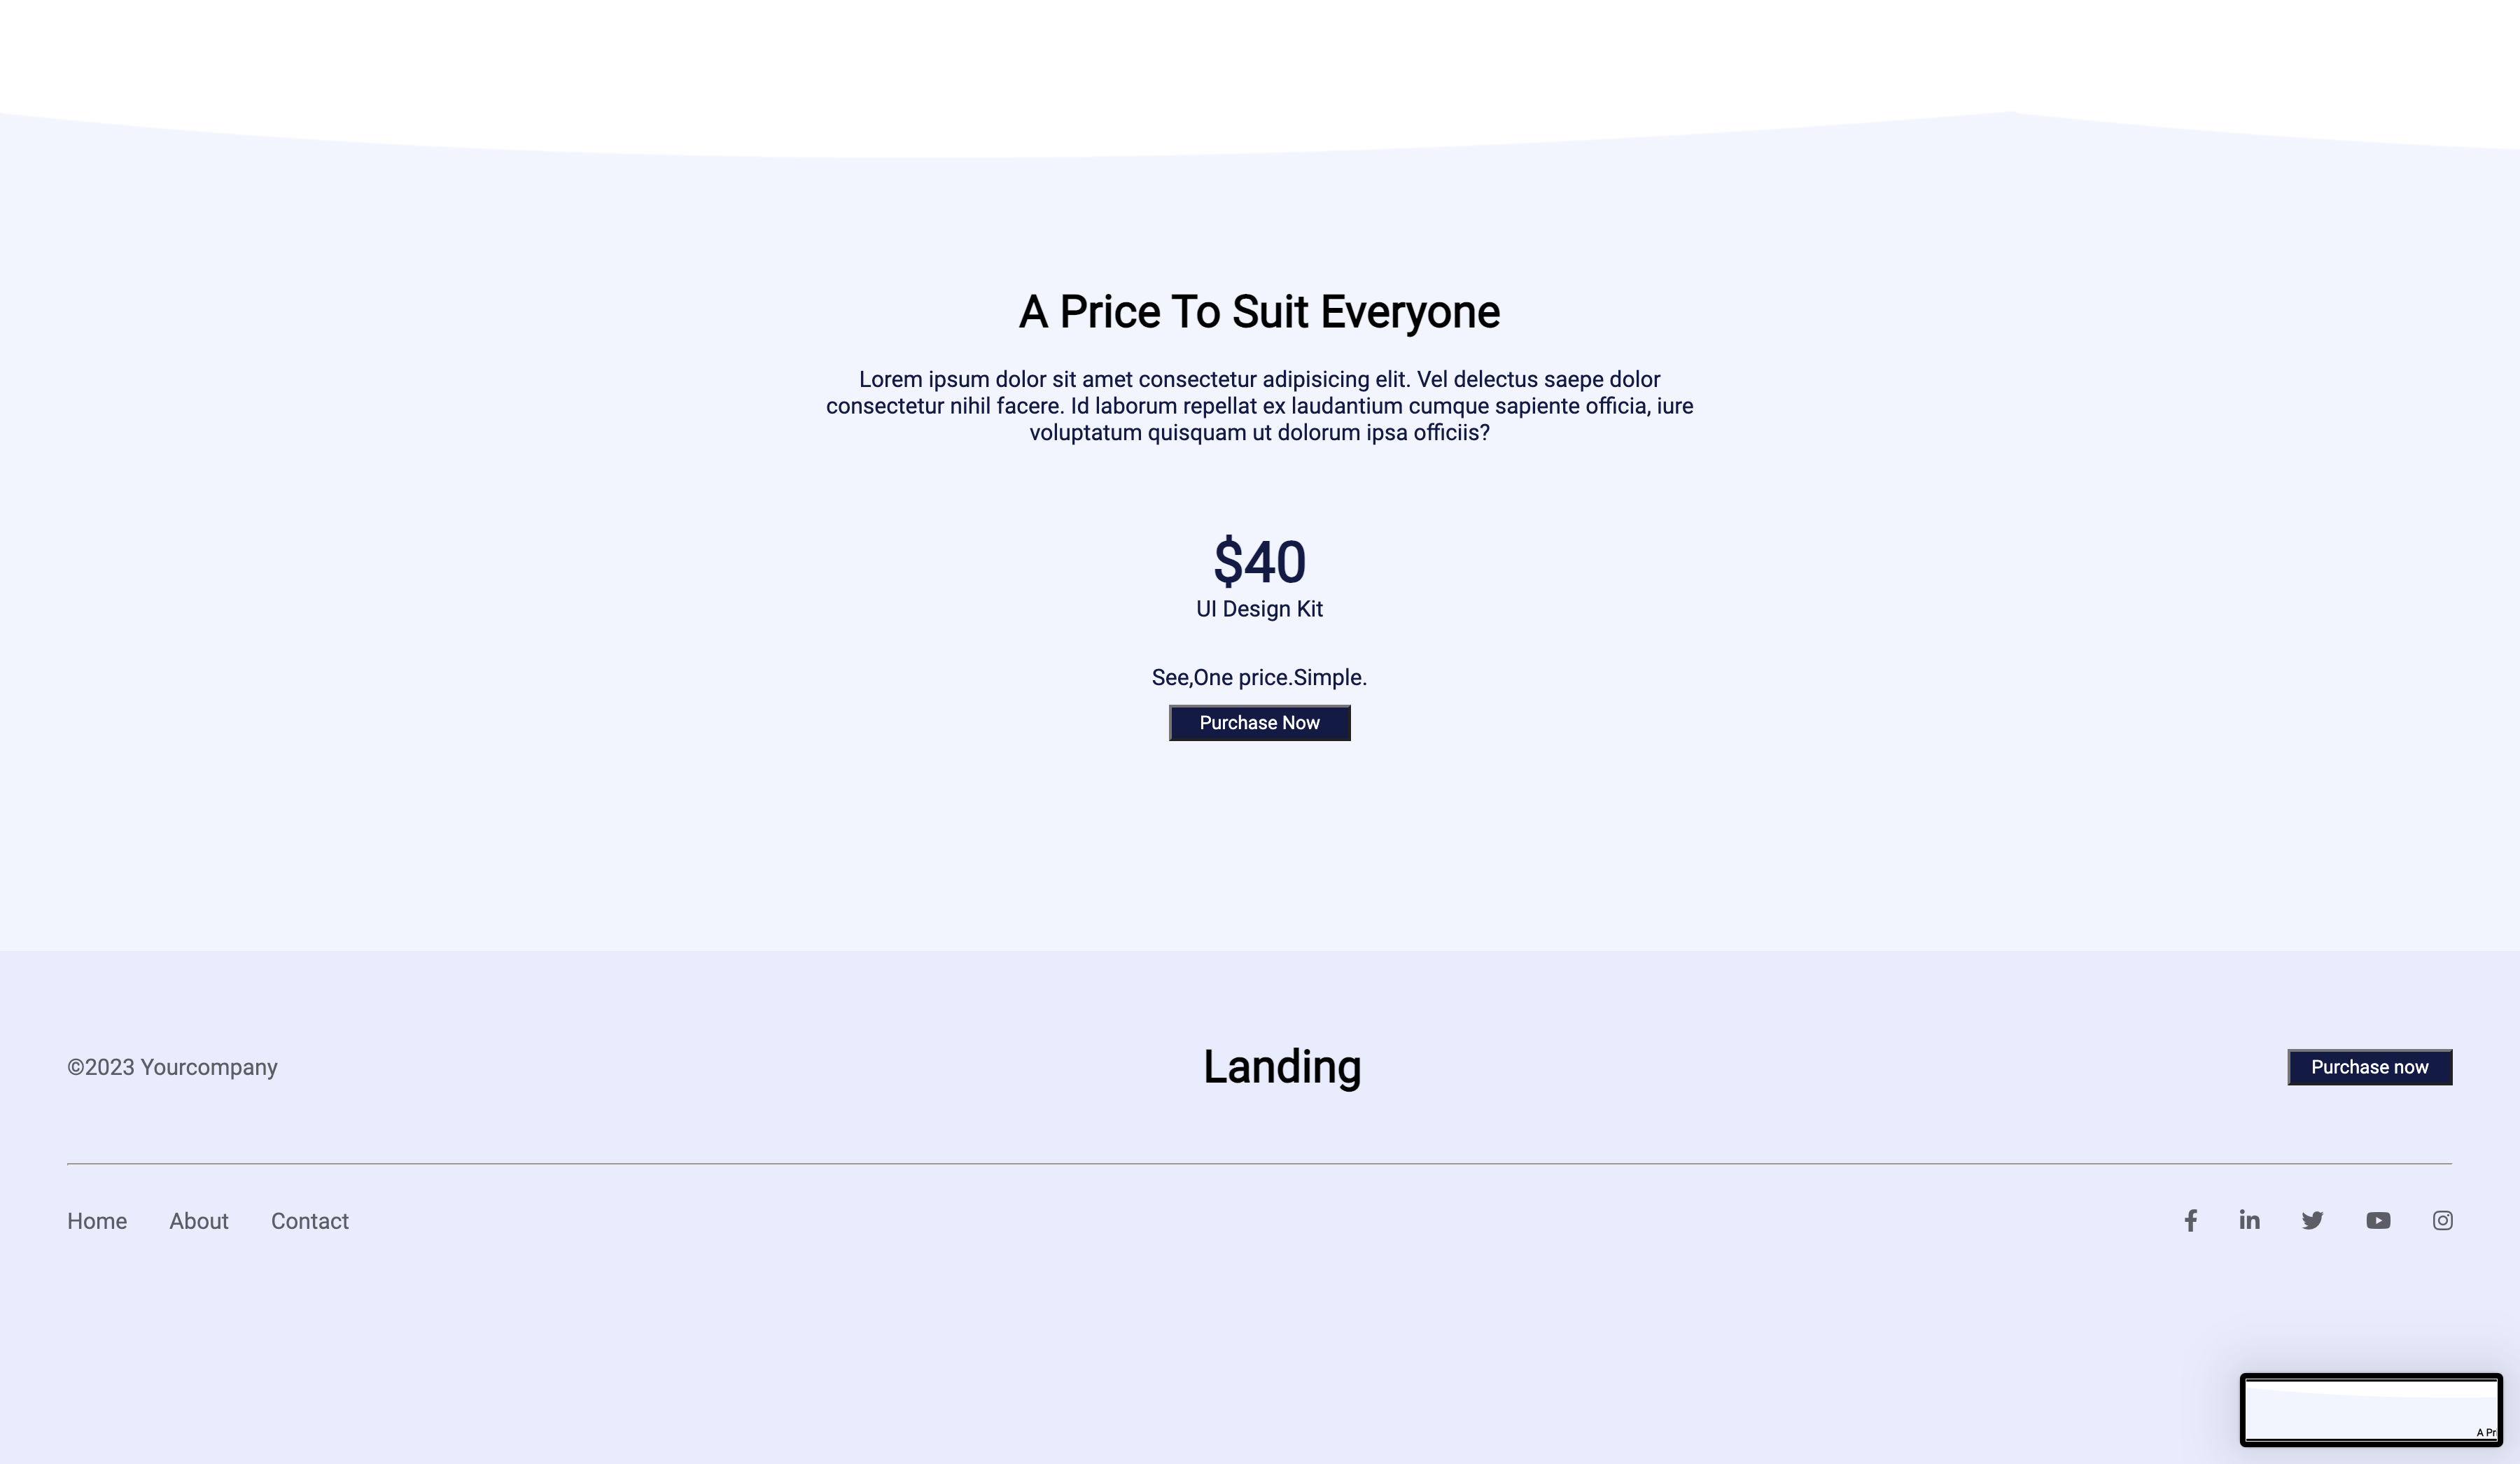 A Price To Suit Everyone
Lorem ipsum dolor sit amet consectetur adipisicing elit. Vel delectus saepe dolor
consectetur nihil facere. Id laborum repellat ex laudantium cumque sapiente officia, iure
voluptatum quisquam ut dolorum ipsa officiis?
$40
UI Design Kit
See,One price.Simple.
Purchase Now
©2023 Yourcompany
Landing
Purchase now
Home About Contact
A Pr